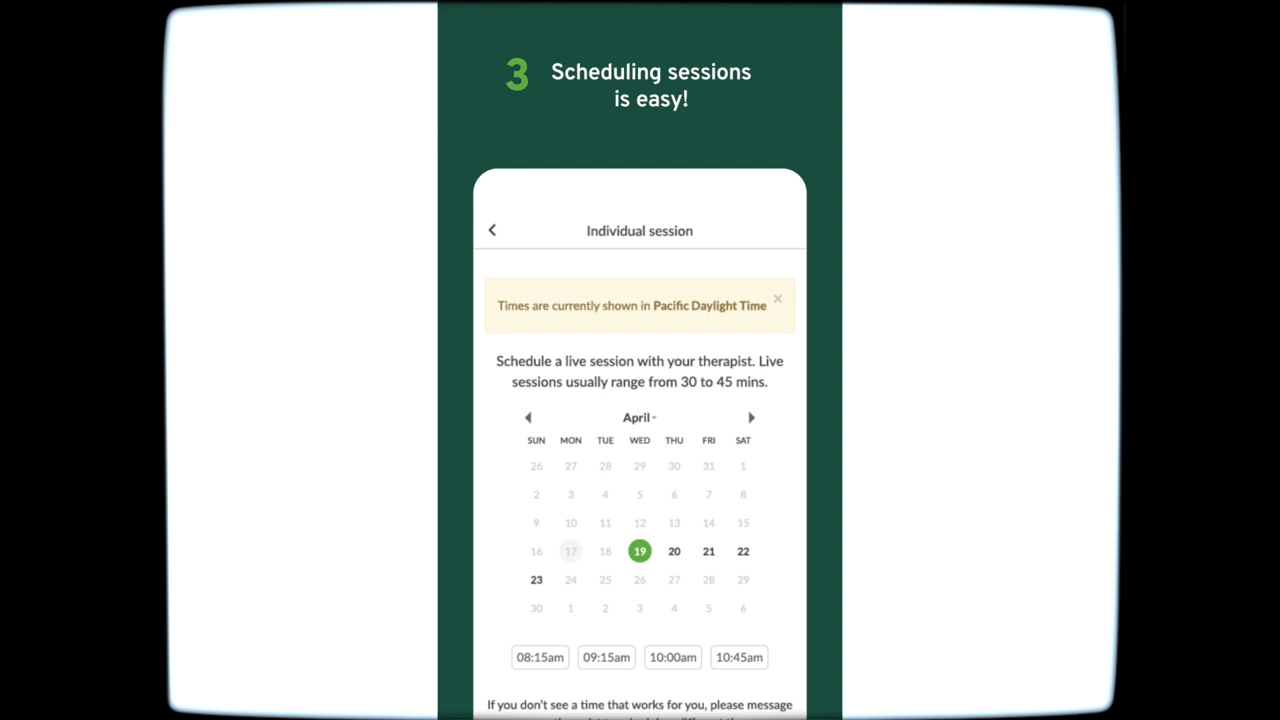 3 Scheduling sessions
is easy!
Individual session
Times are currently shown in Pacific Daylight Time ×
Schedule a live session with your therapist. Live
sessions usually range from 30 to 45 mins.
April
SUN MON TUE WED THU FRI SAT
26 27 28 29 30 31 1
2 3 4 5 6 7 8
9 10 11 12 13 14 15
16 17 18 19 20 21 22
23 24 25 26 27 28 29
30 1 2 3 4 5 6
08:15am 09:15am 10:00am 10:45am
If you don't see a time that works for you, please message